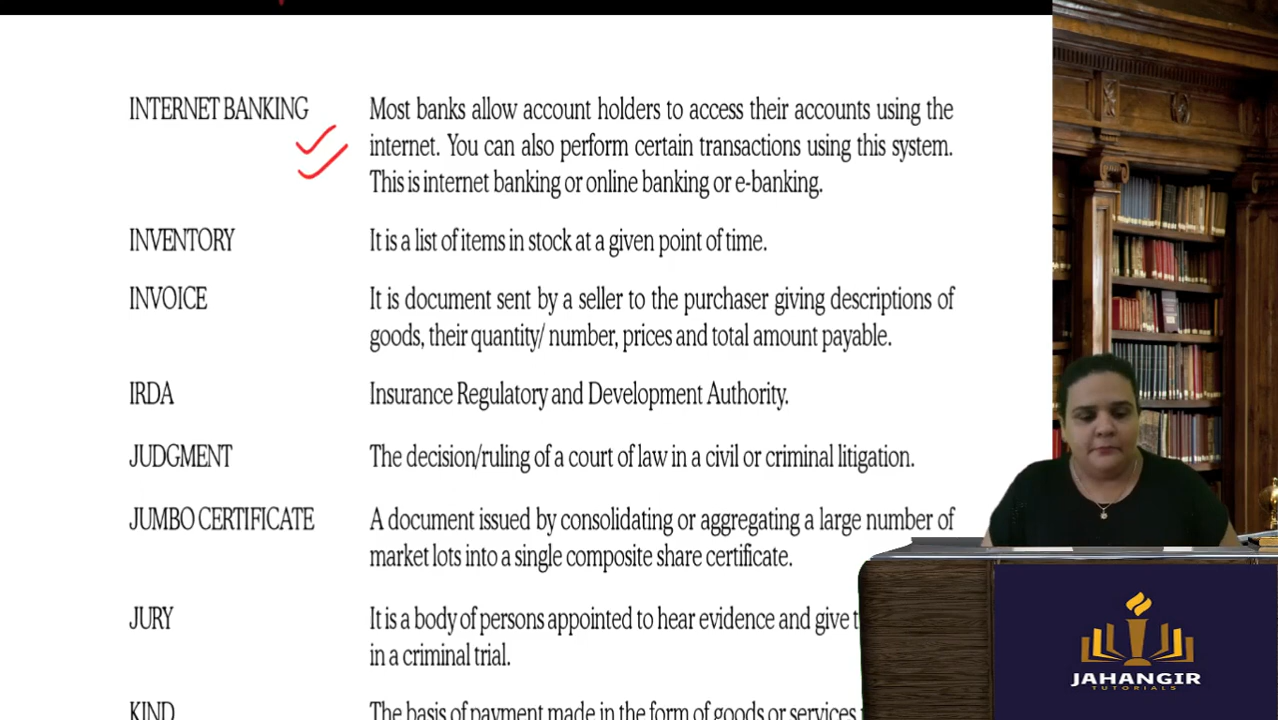 INTERNET BANKING Most banks allow account holders to access their accounts using the
internet. You can also perform certain transactions using this system.
This is internet banking or online banking or e-banking.
INVENTORY It is a list of items in stock at a given point of time.
INVOICE It is document sent by a seller to the purchaser giving descriptions of
goods, their quantity/ number, prices and total amount payable.
IRDA Insurance Regulatory and Development Authority.
JUDGMENT The decision/ruling of a court of law in a civil or criminal litigation.
JUMBO CERTIFICATE A document issued by consolidating or aggregating a large number of
market lots into a single composite share certificate.
JURY It is a body of persons appointed to hear evidence and give
in a criminal trial.
KIND The basis of payment made in the form of goods or services
JAHANGIR
TUTORIALS